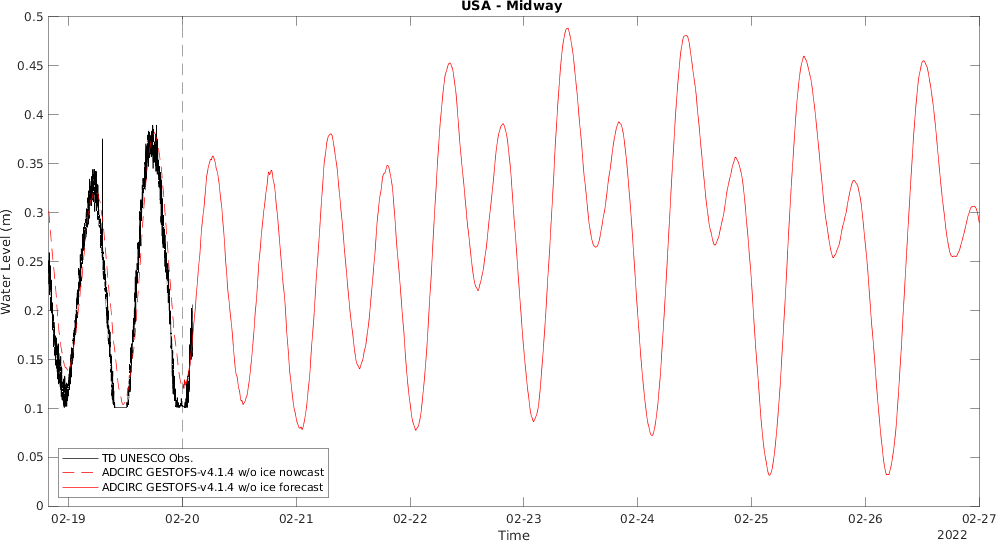 USA - Midway
0.5
0.45
0.4
0.35
0.3
0.25
0.2
0.15
0.1
0.05
0
Water Level (m)
TD UNESCO Obs.
ADCIRC GESTOFS-v4.1.4 w/o ice nowcast
ADCIRC GESTOFS-v4.1.4 w/o ice forecast
02-19 02-20 02-21 02-22 02-23 02-24 02-25 02-26 02-27
Time
2022